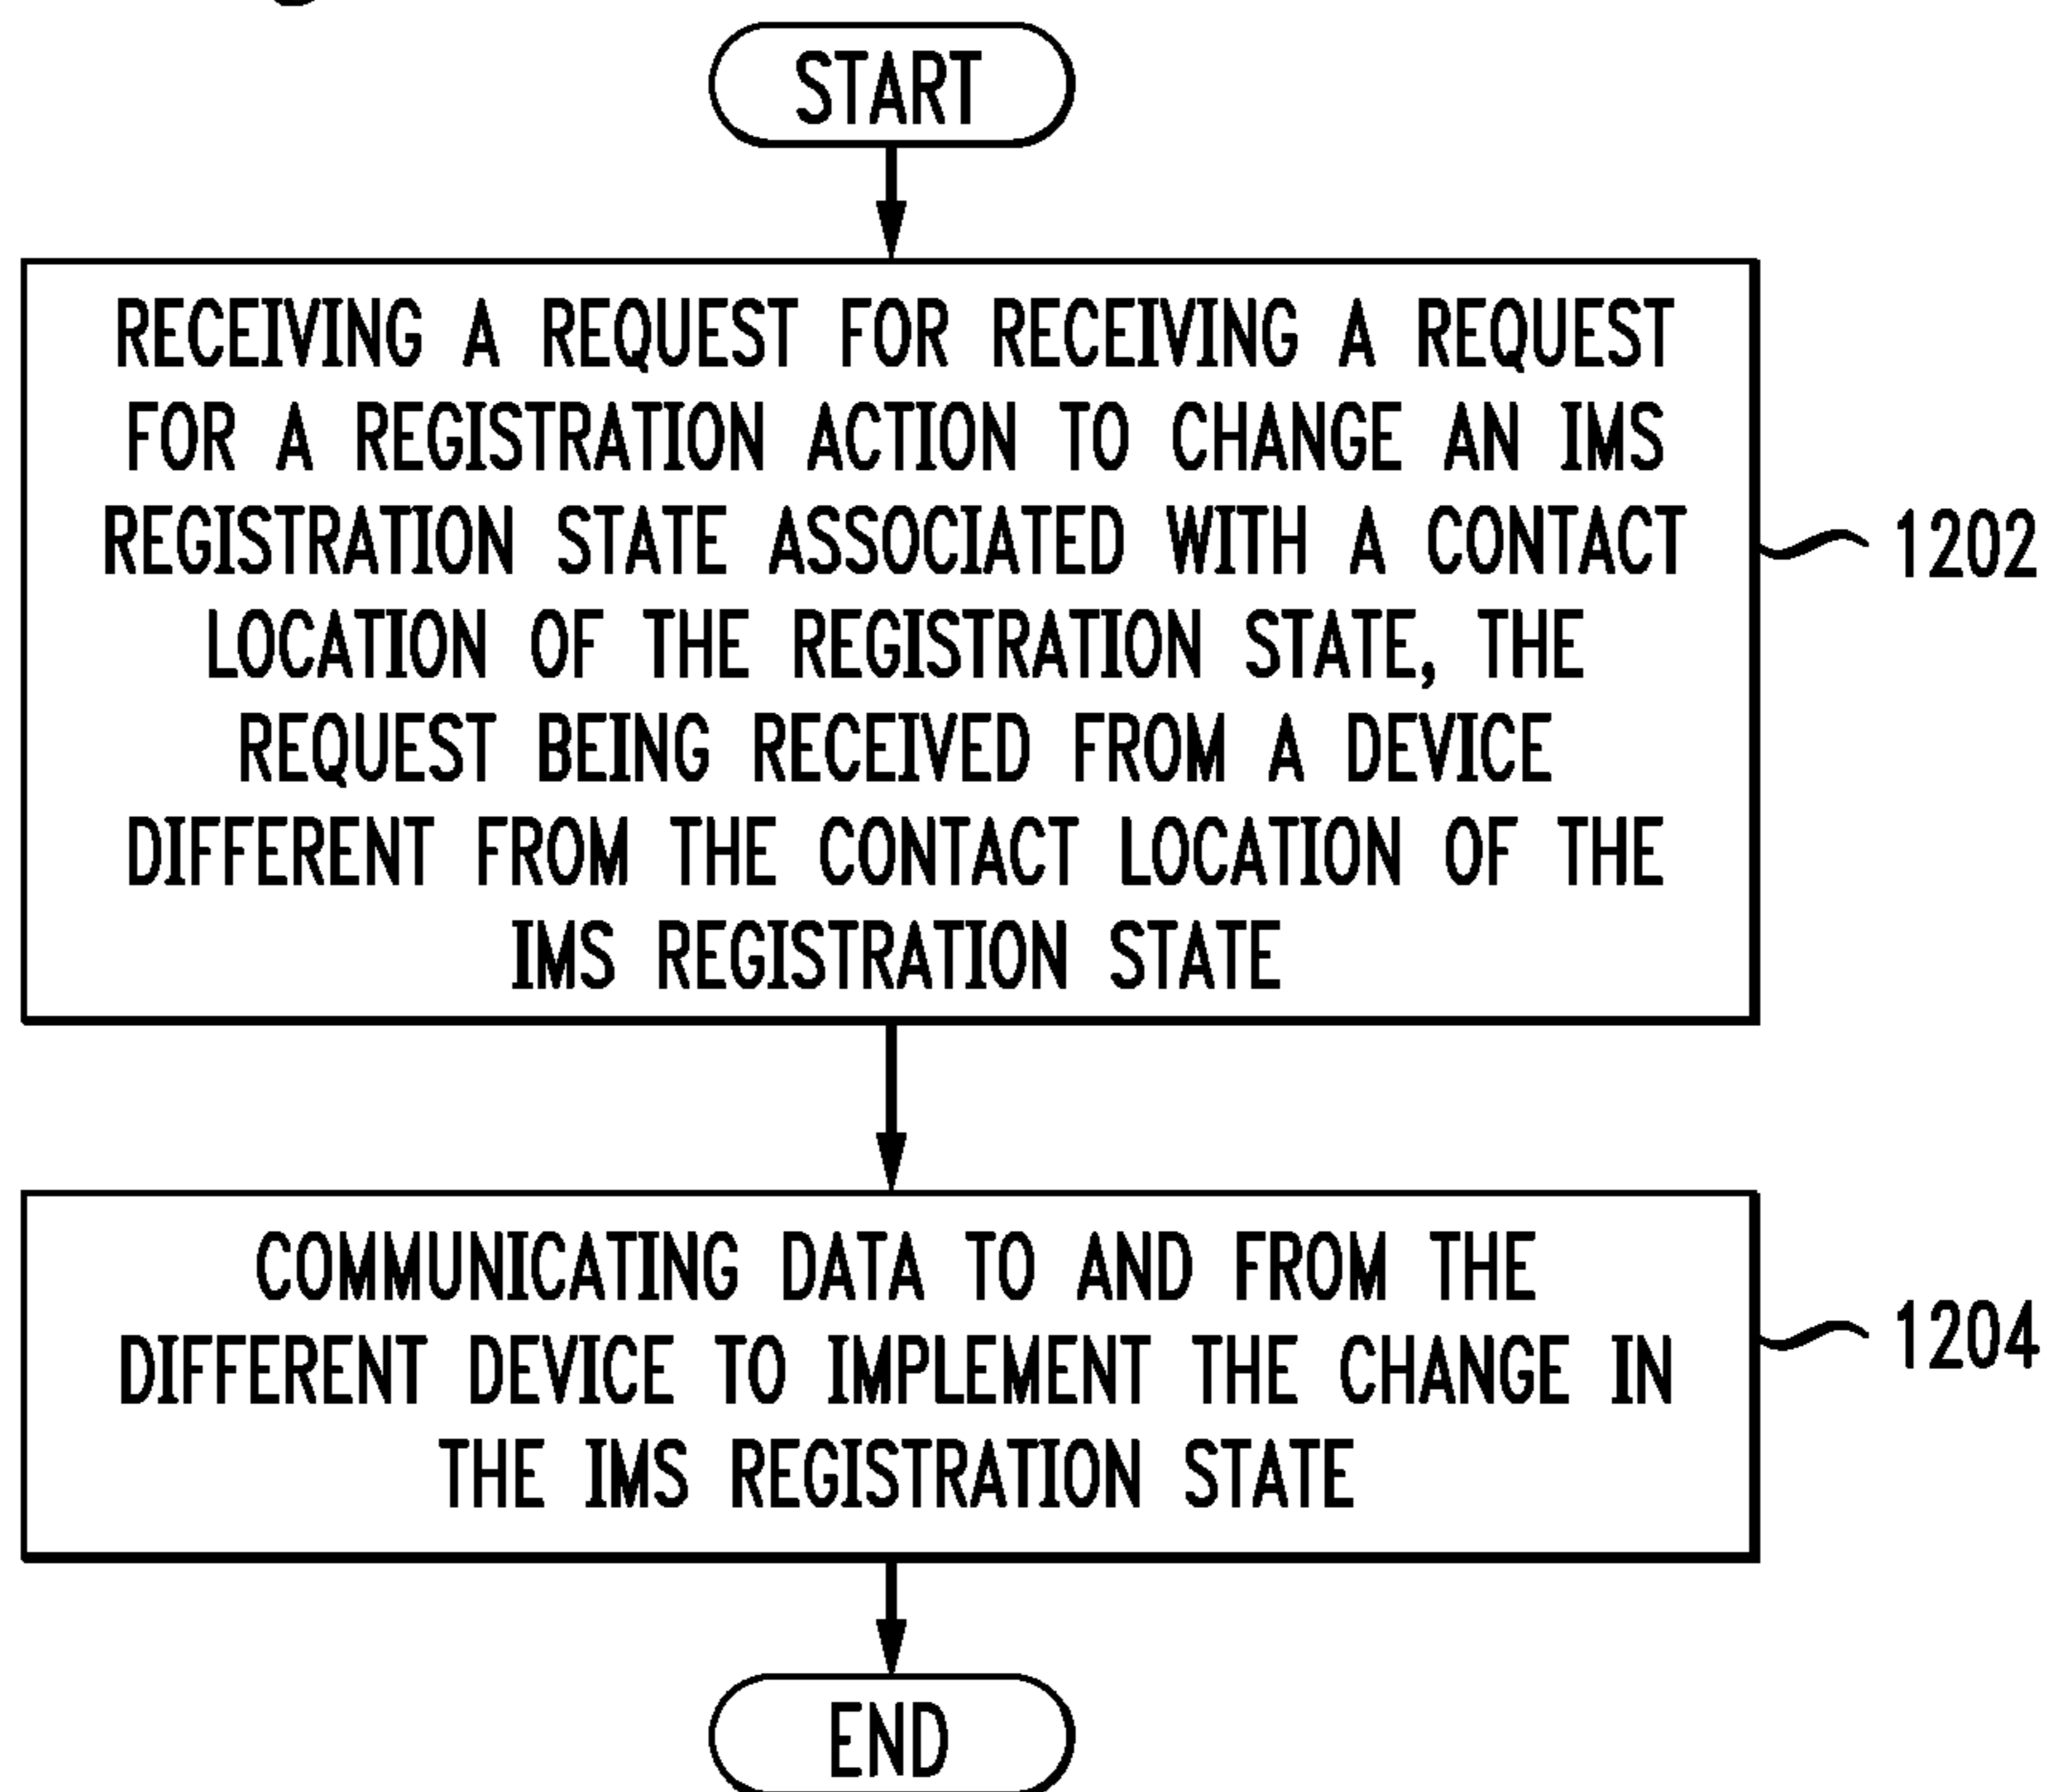 START
RECEIVING A REQUEST FOR RECEIVING A REQUEST
FOR A REGISTRATION ACTION TO CHANGE AN IMS
REGISTRATION STATE ASSOCIATED WITH A CONTACT
LOCATION OF THE REGISTRATION STATE, THE
REQUEST BEING RECEIVED FROM A DEVICE
DIFFERENT FROM THE CONTACT LOCATION OF THE
IMS REGISTRATION STATE
1202
COMMUNICATING DATA TO AND FROM THE
DIFFERENT DEVICE TO IMPLEMENT THE CHANGE IN
THE IMS REGISTRATION STATE
1204
END